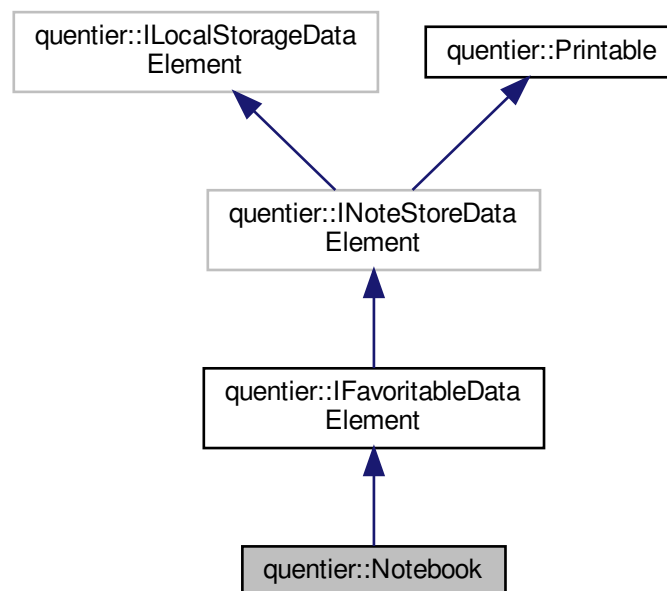 quentier::ILocalStorageData
Element
quentier::Printable
quentier::INoteStoreData
Element
quentier::IFavoritableData
Element
quentier::Notebook